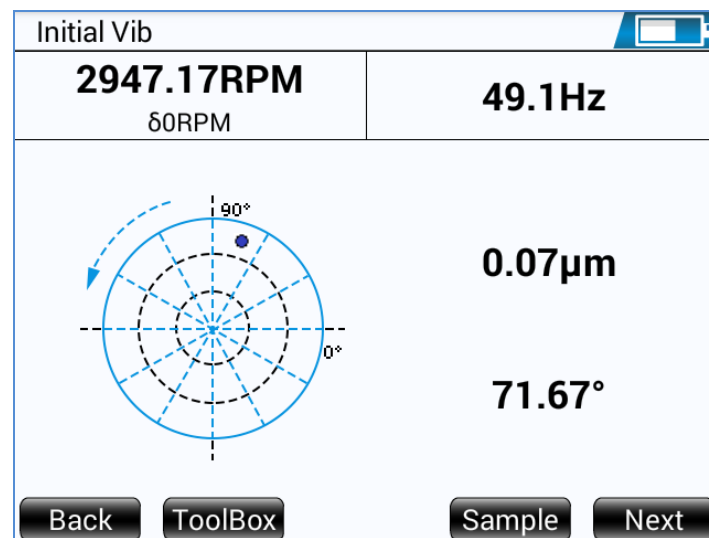 Initial Vib
2947.17RPM
δ0RPM
49.1Hz
90°
0°
0.07µm
71.67°
Back
ToolBox
Sample
Next